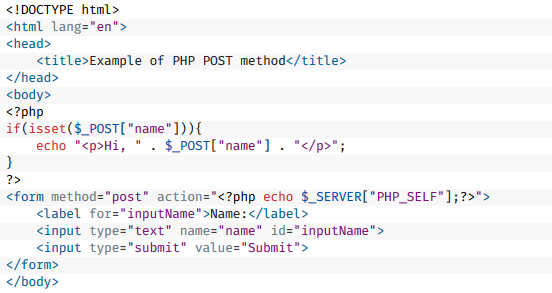 <!DOCTYPE html>
<html lang="en">
<head>
    <title>Example of PHP POST method</title>
</head>
<body>
<?php
if(isset($_POST["name"])){
    echo "<p>Hi, " . $_POST["name"] . "</p>";
}
?>
<form method="post" action="<?php echo $_SERVER["PHP_SELF"];?>">
    <label for="inputName">Name:</label>
    <input type="text" name="name" id="inputName">
    <input type="submit" value="Submit">
</form>
</body>